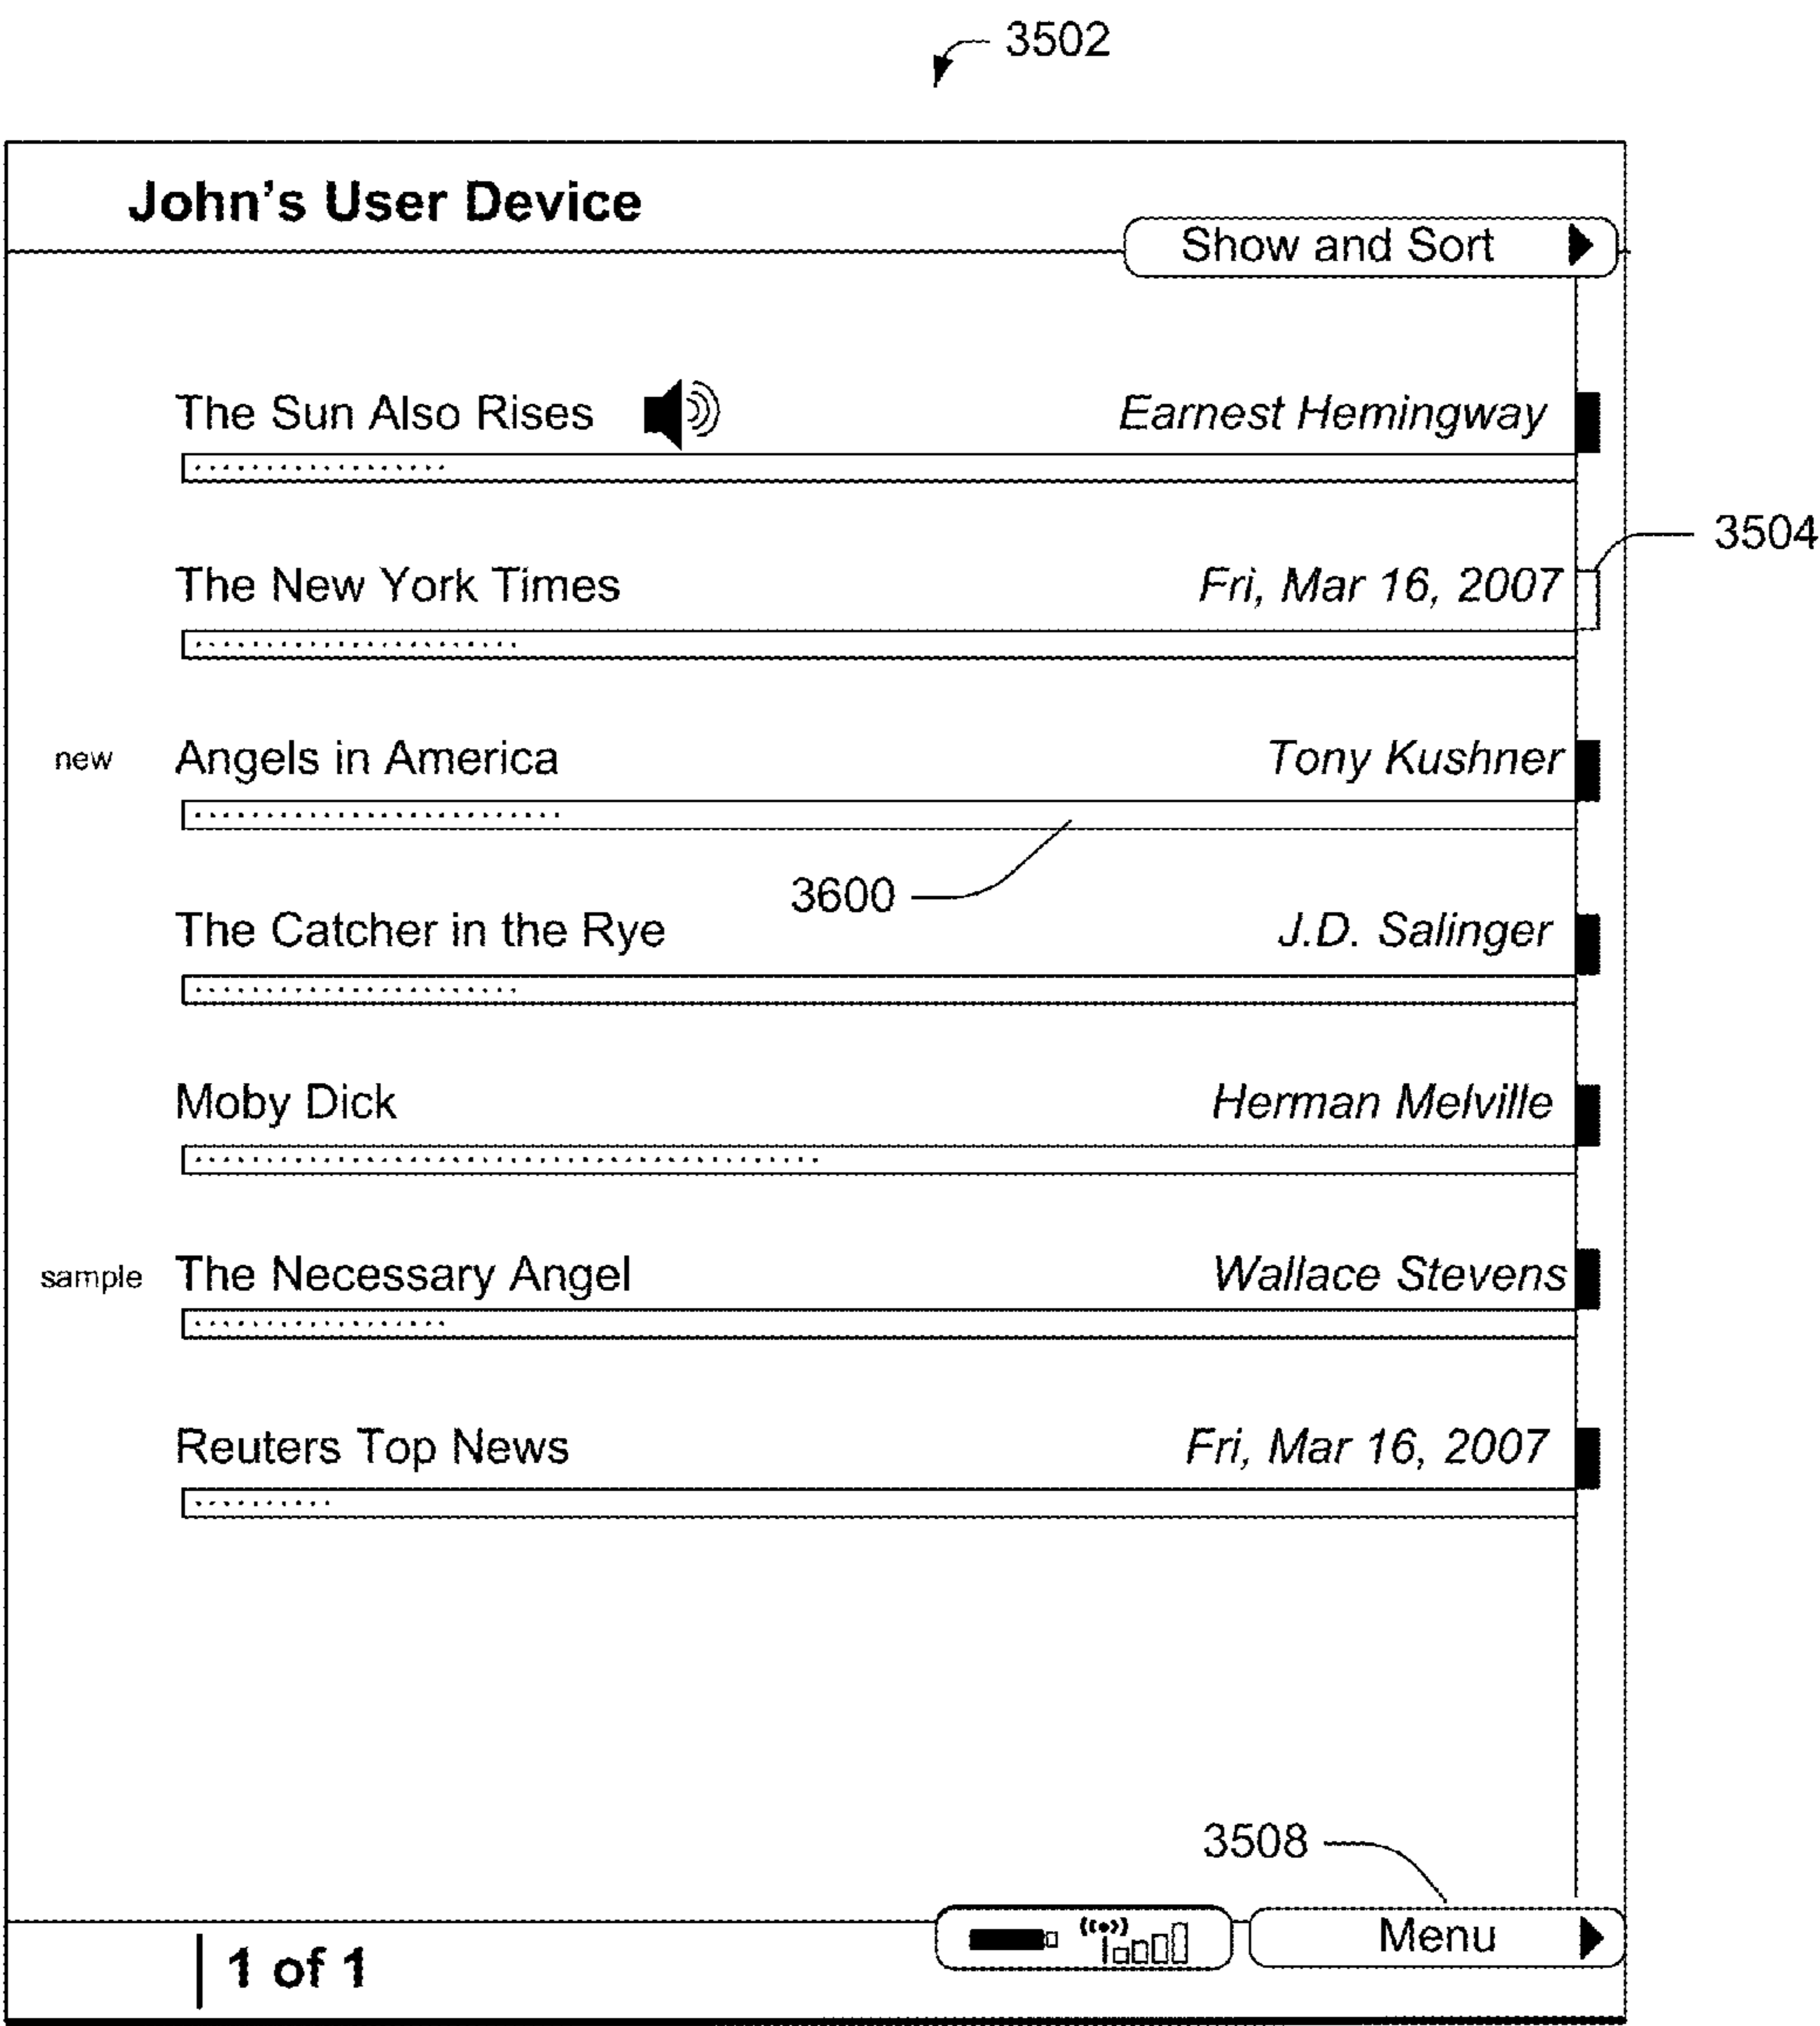 3502
John's User Device
Show and Sort
The Sun Also Rises Earnest Hemingway
3504
The New York Times Fri, Mar 16, 2007
new Angels in America Tony Kushner
3600
The Catcher in the Rye J.D. Salinger
Moby Dick Herman Melville
sample The Necessary Angel Wallace Stevens
Reuters Top News Fri, Mar 16, 2007
3508
Menu
1 of 1